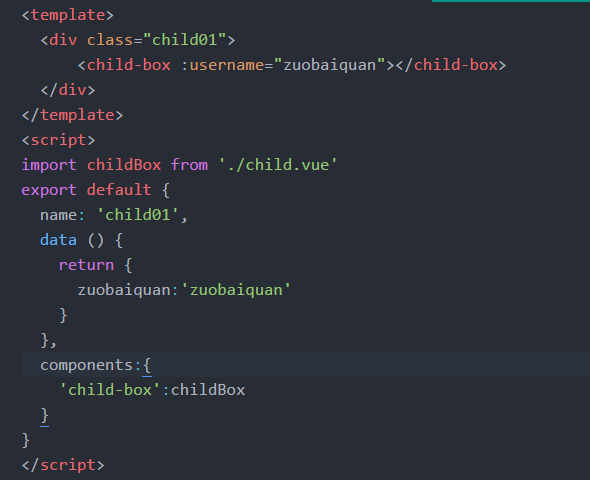 <template>
  <div class="child01">
      <child-box :username="zuobaiquan"></child-box>
  </div>
</template>
<script>
import childBox from './child.vue'
export default {
  name: 'child01',
  data () {
    return {
      zuobaiquan:'zuobaiquan'
    }
  },
  components:{
    'child-box':childBox
  }
}
</script>